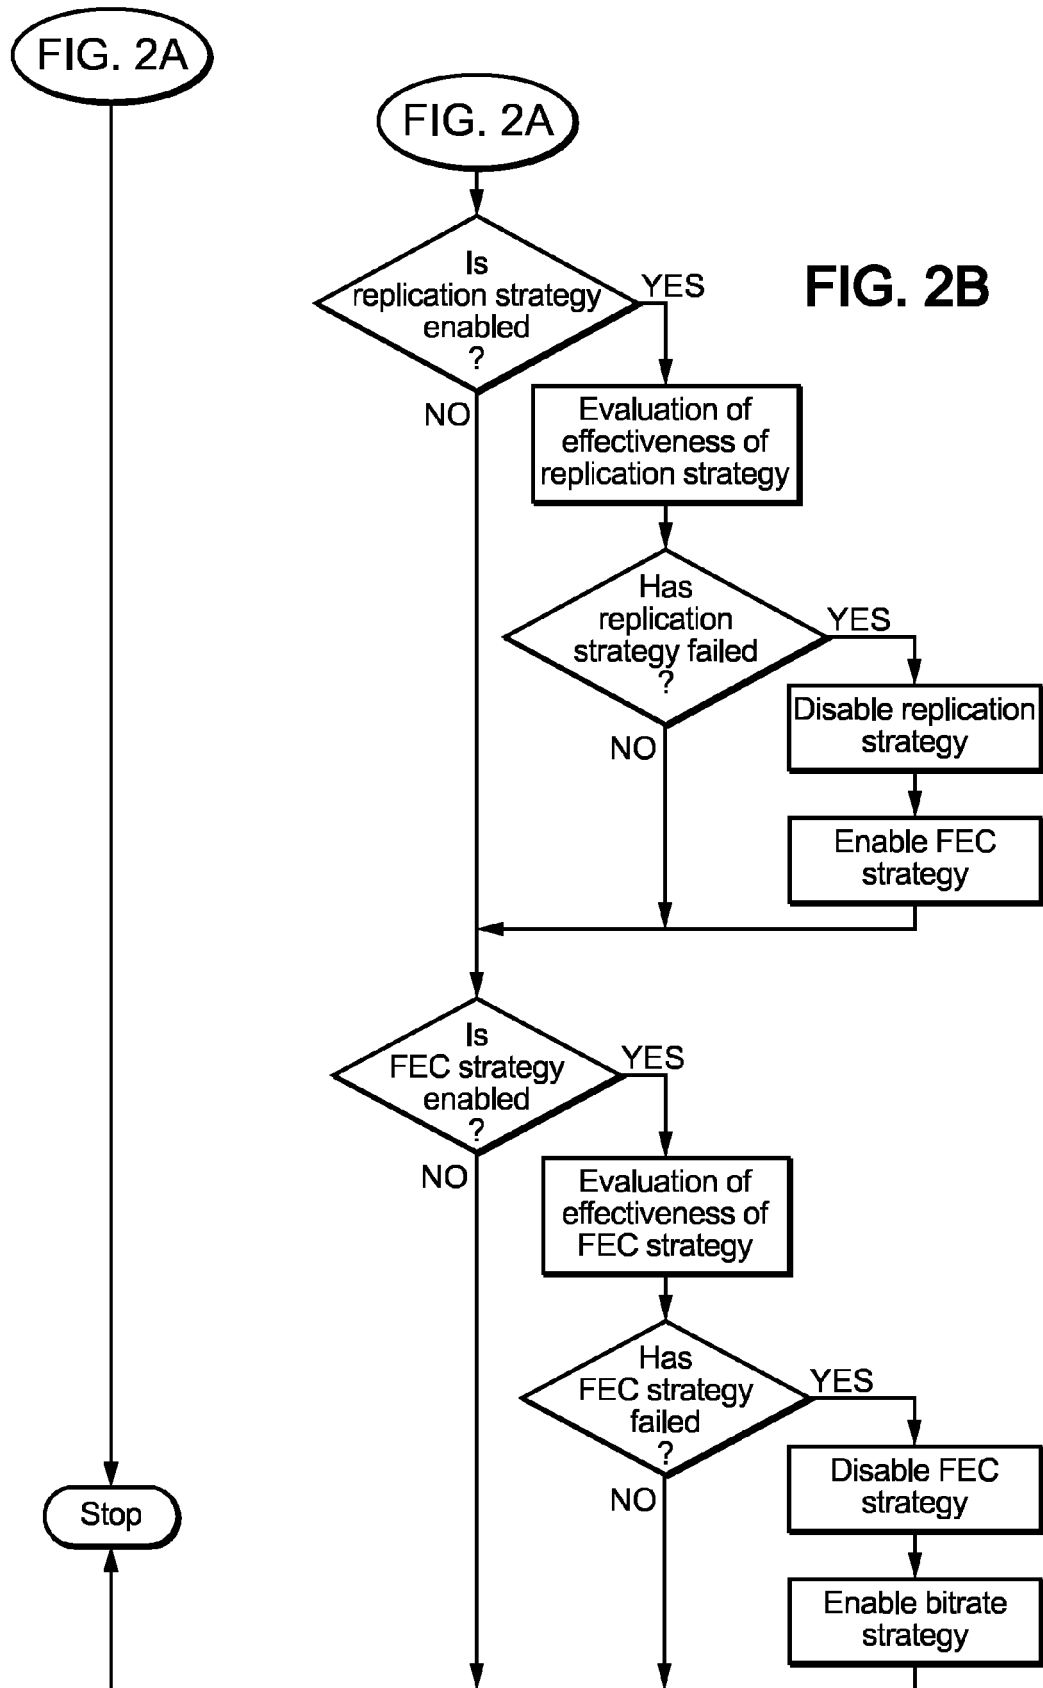 FIG. 2A
FIG. 2A
FIG. 2B
Is
replication strategy
enabled
?
YES
NO
Evaluation of
effectiveness of
replication strategy
Has
replication
strategy failed
?
YES
NO
Disable replication
strategy
Enable FEC
strategy
Is
FEC strategy
enabled
?
YES
NO
Evaluation of
effectiveness of
FEC strategy
Has
FEC strategy
failed
?
YES
NO
Disable FEC
strategy
Stop
Enable bitrate
strategy